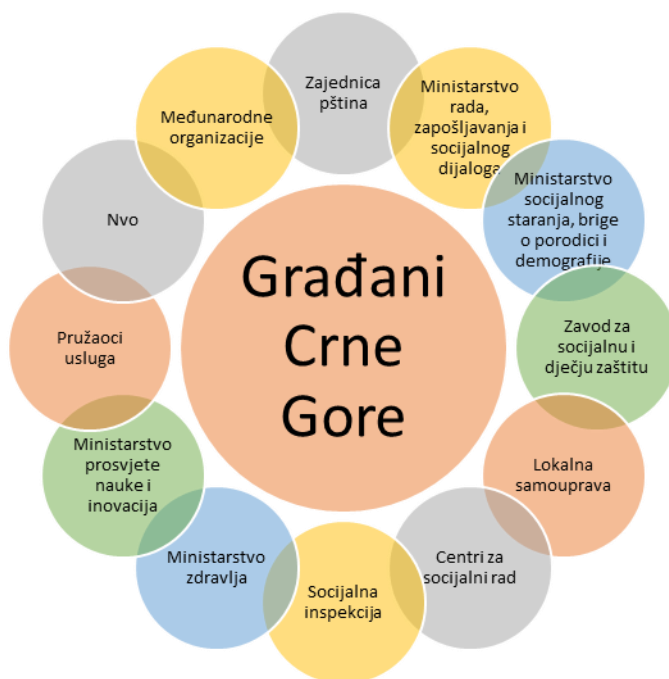 Građani
Crne
Gore
Zajednica
pština
Ministarstvo
rada,
zapošljavanja i
socijalnog
dijaloga
Ministarstvo
socijalnog
staranja, brige
o porodici i
demografije
Zavod za
socijalnu i
dječju zaštitu
Lokalna
samouprava
Centri za
socijalni rad
Socijalna
inspekcija
Ministarstvo
zdravlja
Ministarstvo
prosvjete
nauke i
inovacija
Pružaoci
usluga
Nvo
Međunarodne
organizacije